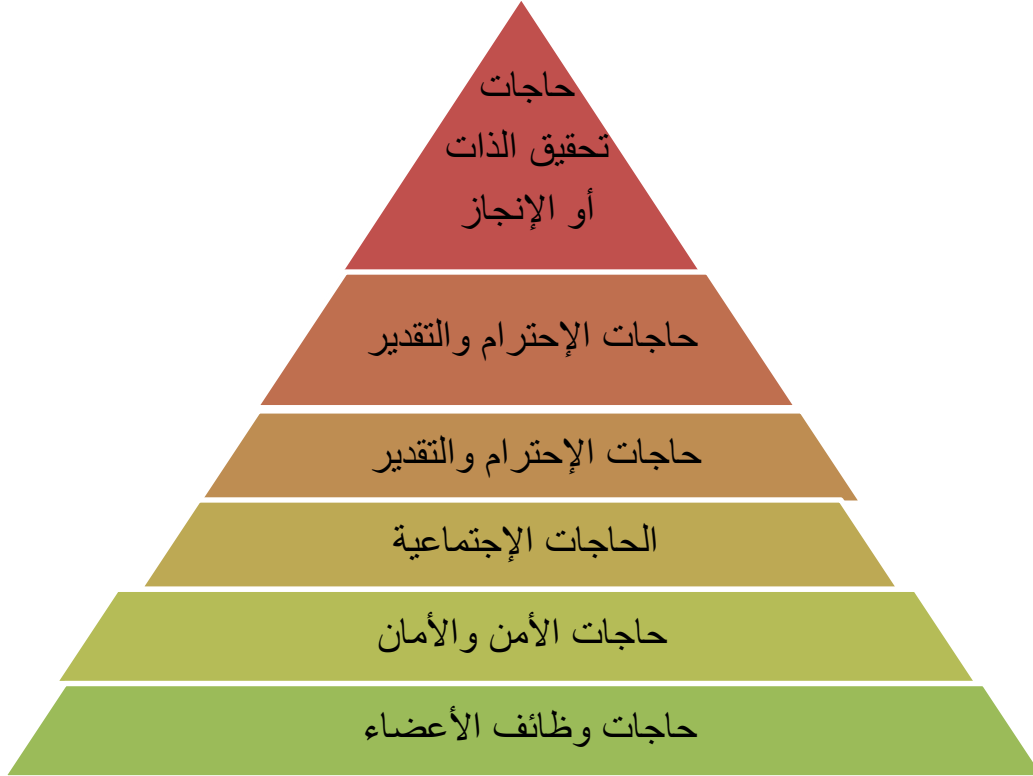 حاجات
تحقيق الذات
أو الإنجاز
حاجات الإحترام والتقدير
حاجات الإحترام والتقدير
الحاجات الإجتماعية
حاجات الأمن والأمان
حاجات وظائف الأعضاء